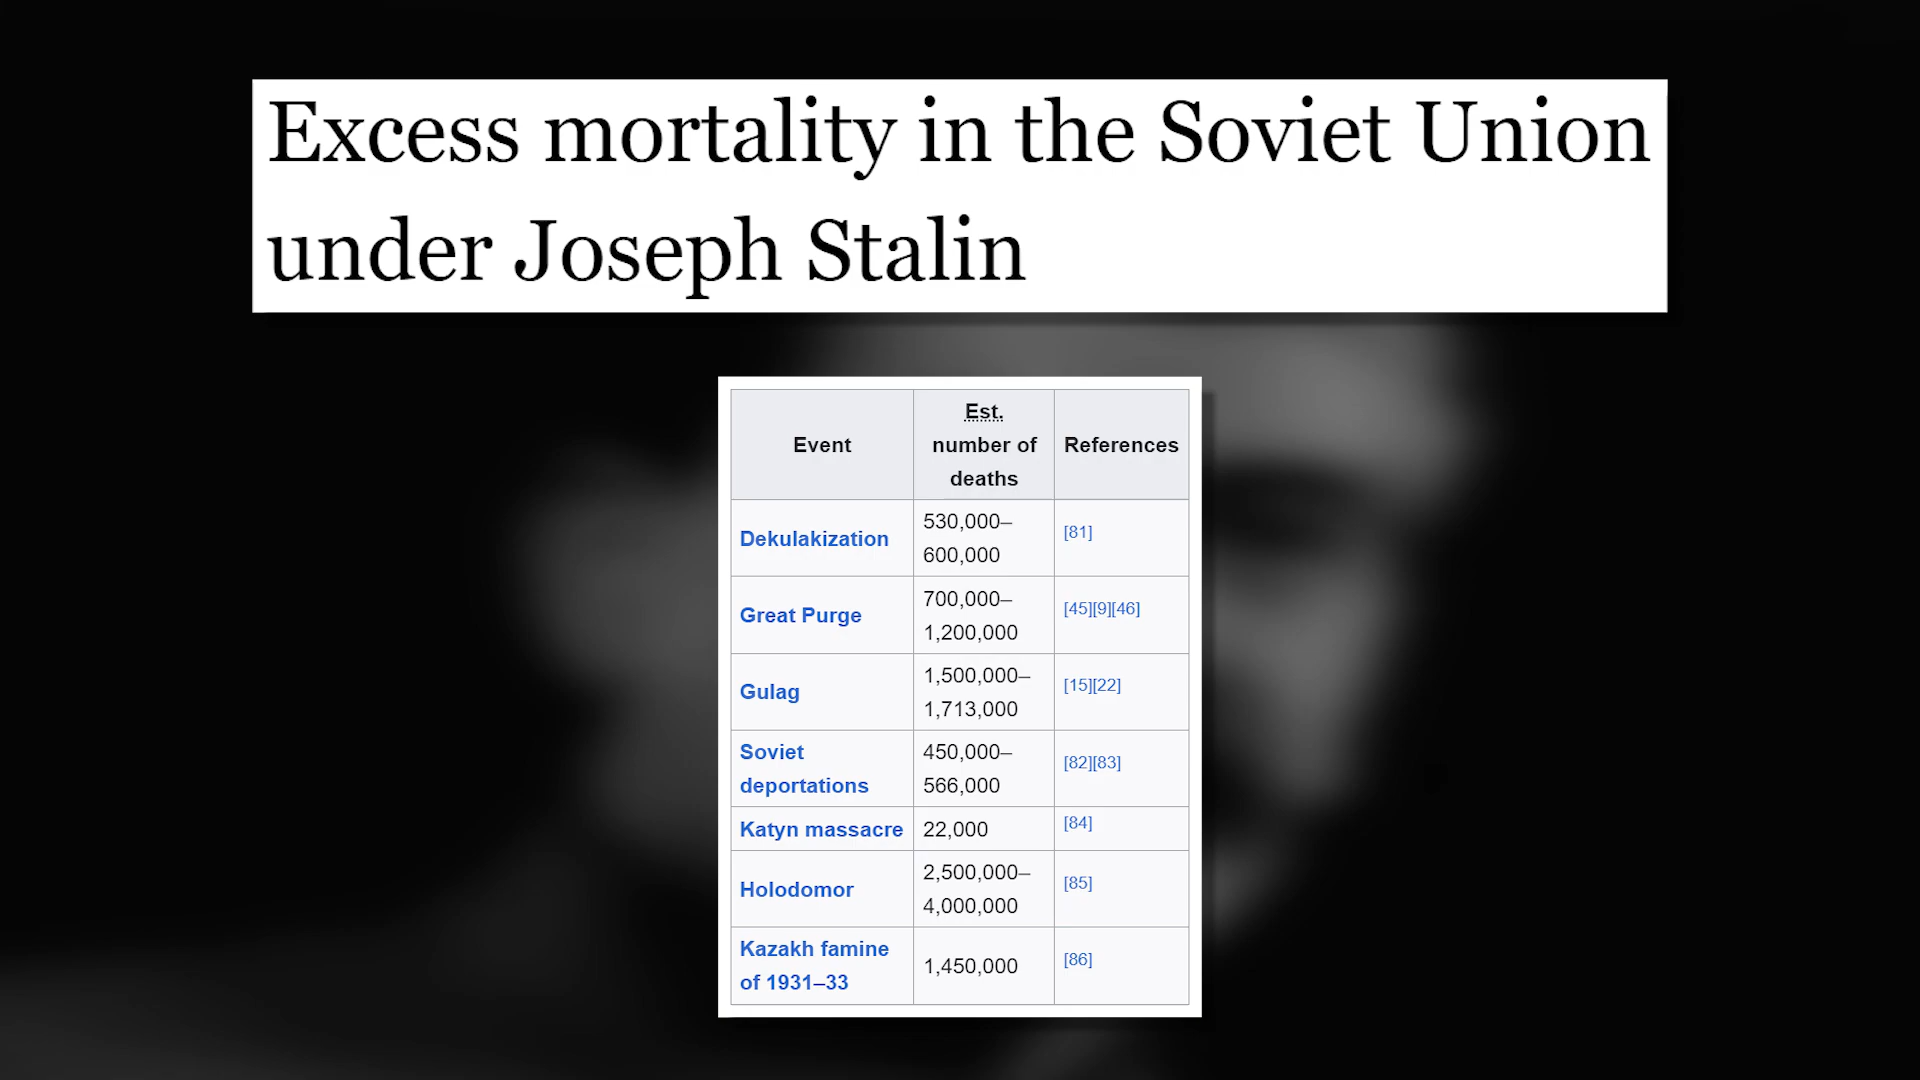 Excess mortality in the Soviet Union
under Joseph Stalin
Event
Est.
number of
deaths
References
Dekulakization
530,000–
600,000
[81]
Great Purge
700,000–
1,200,000
[45][9][46]
Gulag
1,500,000–
1,713,000
[15][22]
Soviet
deportations
450,000–
566,000
[82][83]
Katyn massacre
22,000
[84]
Holodomor
2,500,000–
4,000,000
[85]
Kazakh famine
of 1931–33
1,450,000
[86]